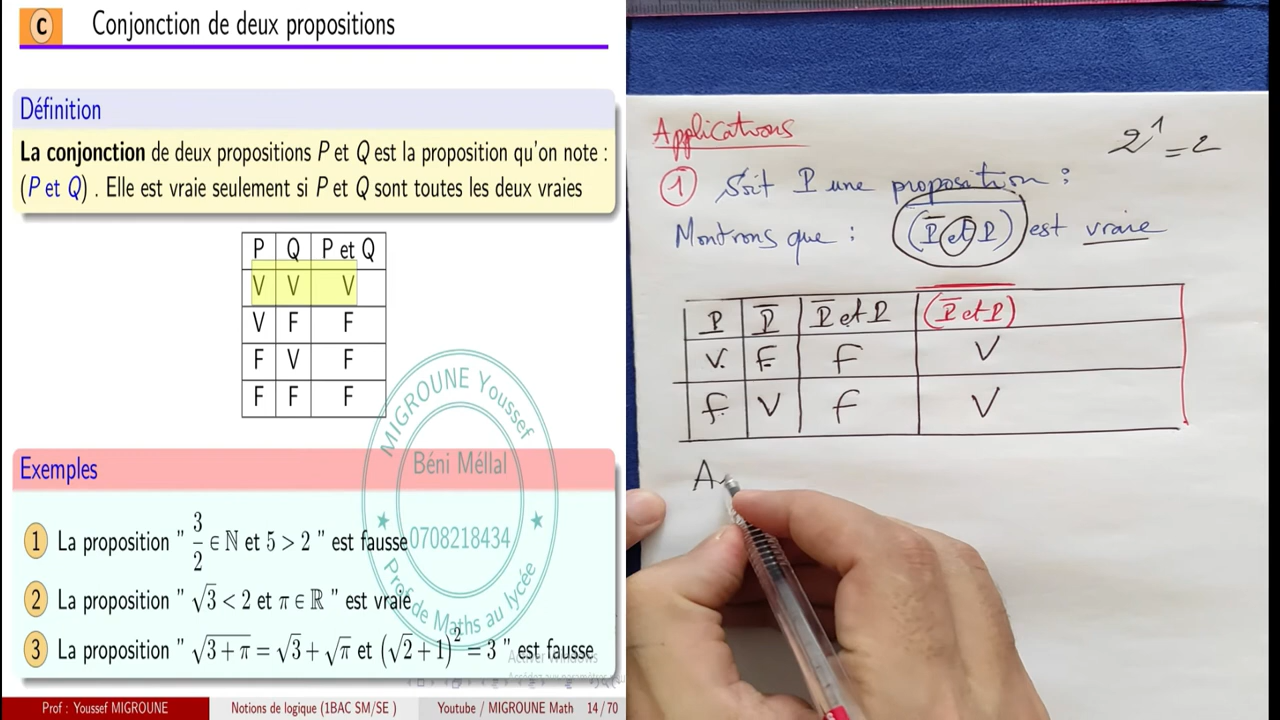 C Conjonction de deux propositions
Définition
La conjonction de deux propositions P et Q est la proposition qu'on note :
(P et Q) . Elle est vraie seulement si P et Q sont toutes les deux vraies
P Q P et Q
V V V
V F F
F V F
F F F
MIGROUNE Youssef
Béni Méllal
0708218434
Prof de Maths au lycée
Exemples
1 La proposition " 3/2 ∈ ℕ et 5 > 2 " est fausse
2 La proposition " √3 < 2 et π ∈ ℝ " est vraie
3 La proposition " √(3+π) = √3 + √π et (√2 + 1)² = 3 " est fausse
Activer Windows
Prof : Youssef MIGROUNE Notions de logique (1BAC SM/SE ) Youtube / MIGROUNE Math 14 / 70
Applications
2¹ = 2
① Soit P une proposition :
Montrons que : (P̅ et P) est vraie
P P̅ P̅ et P (P̅ et P)
V F F V
F V F V
A